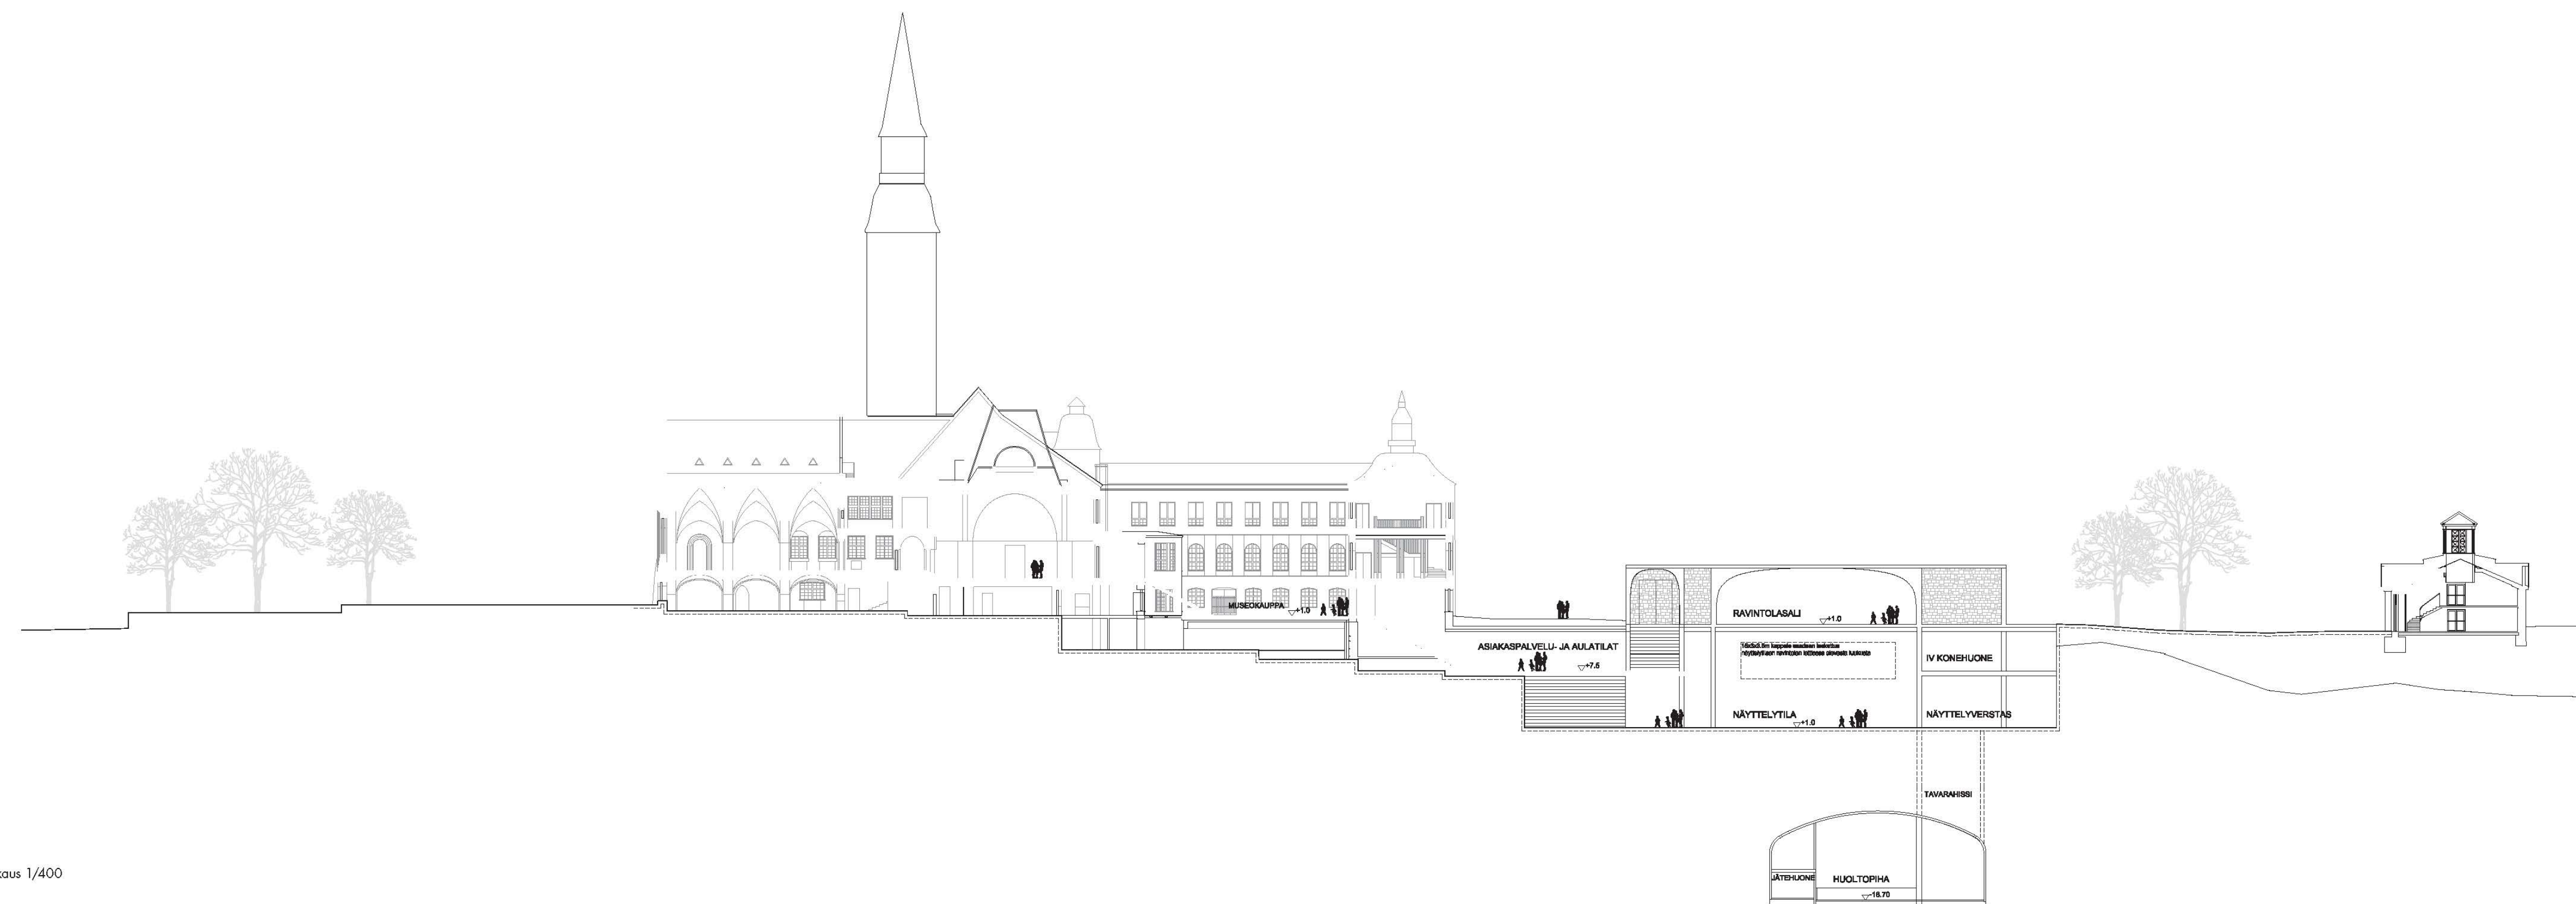 MUSEOKAUPPA
+1.0
RAVINTOLASALI
+1.0
ASIAKASPALVELU- JA AULATILAT
+7.5
IV KONEHUONE
NÄYTTELYTILA
+1.0
NÄYTTELYVERSTAS
TAVARAHISSI
JÄTEHUONE
HUOLTOPIHA
-16.70
kaus 1/400